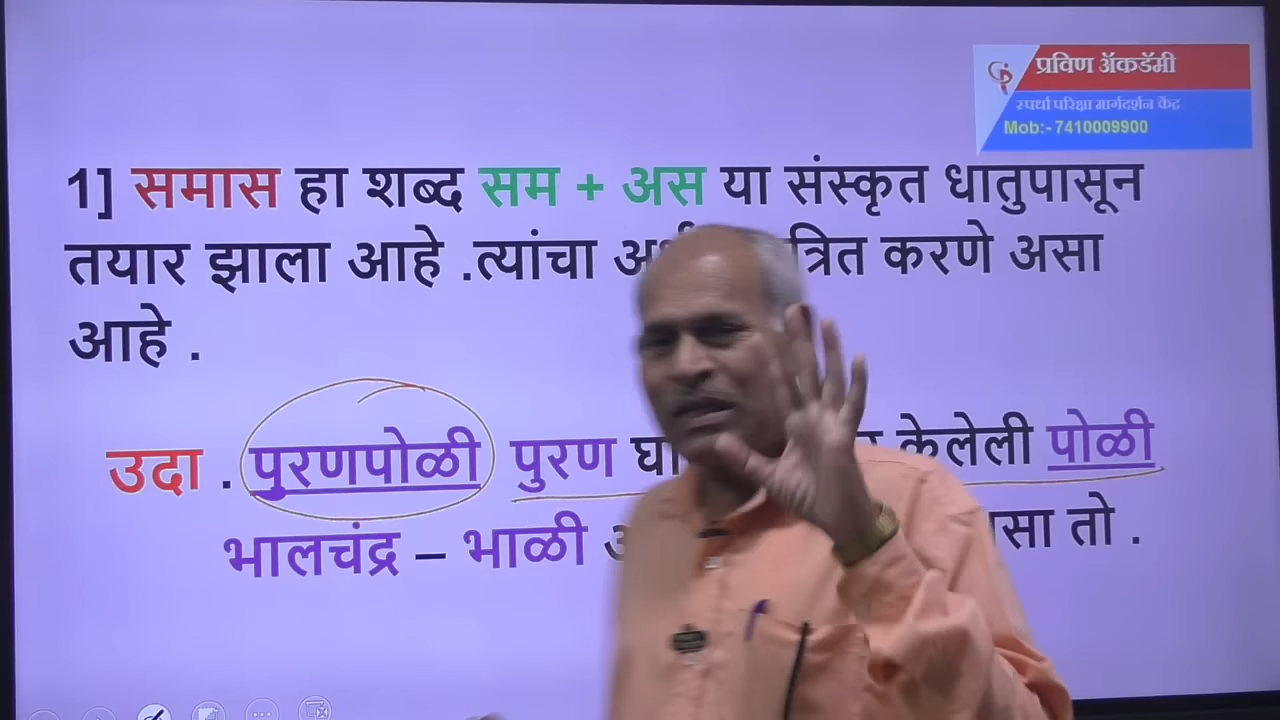 प्रविण ॲकडॅमी
स्पर्धा परिक्षा मार्गदर्शन केंद्र
Mob:- 7410009900
1] समास हा शब्द सम + अस या संस्कृत धातुपासून
तयार झाला आहे .त्यांचा करणे असा
आहे .
उदा . पुरणपोळी पुरण केलेली पोळी
भालचंद्र – भाळी तो .